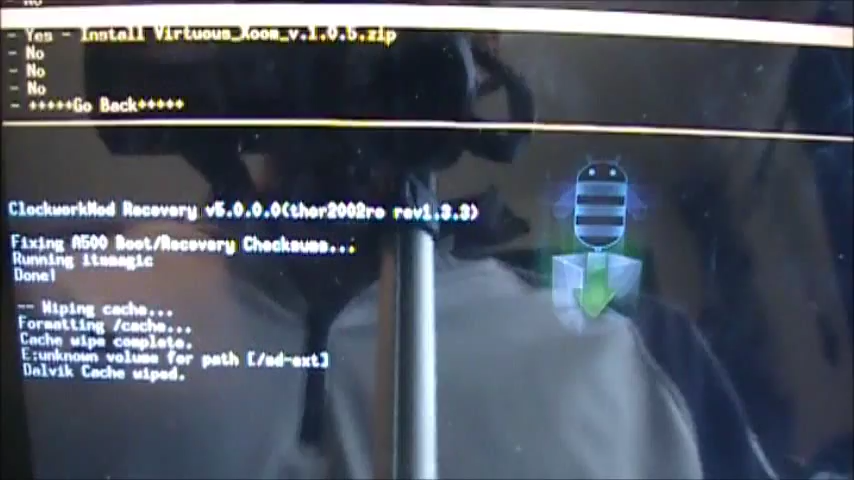 - No
- Yes - Install Virtuous_Xoom_v.1.0.5.zip
- No
- No
- No
- +++++Go Back+++++
ClockworkMod Recovery v5.0.0.0(thor2002ro rev1.3.3)
Fixing A500 Boot/Recovery Checksums...
Running itsmagic
Done!
-- Wiping cache...
Formatting /cache...
Cache wipe complete.
E:unknown volume for path [/sd-ext]
Dalvik Cache wiped.